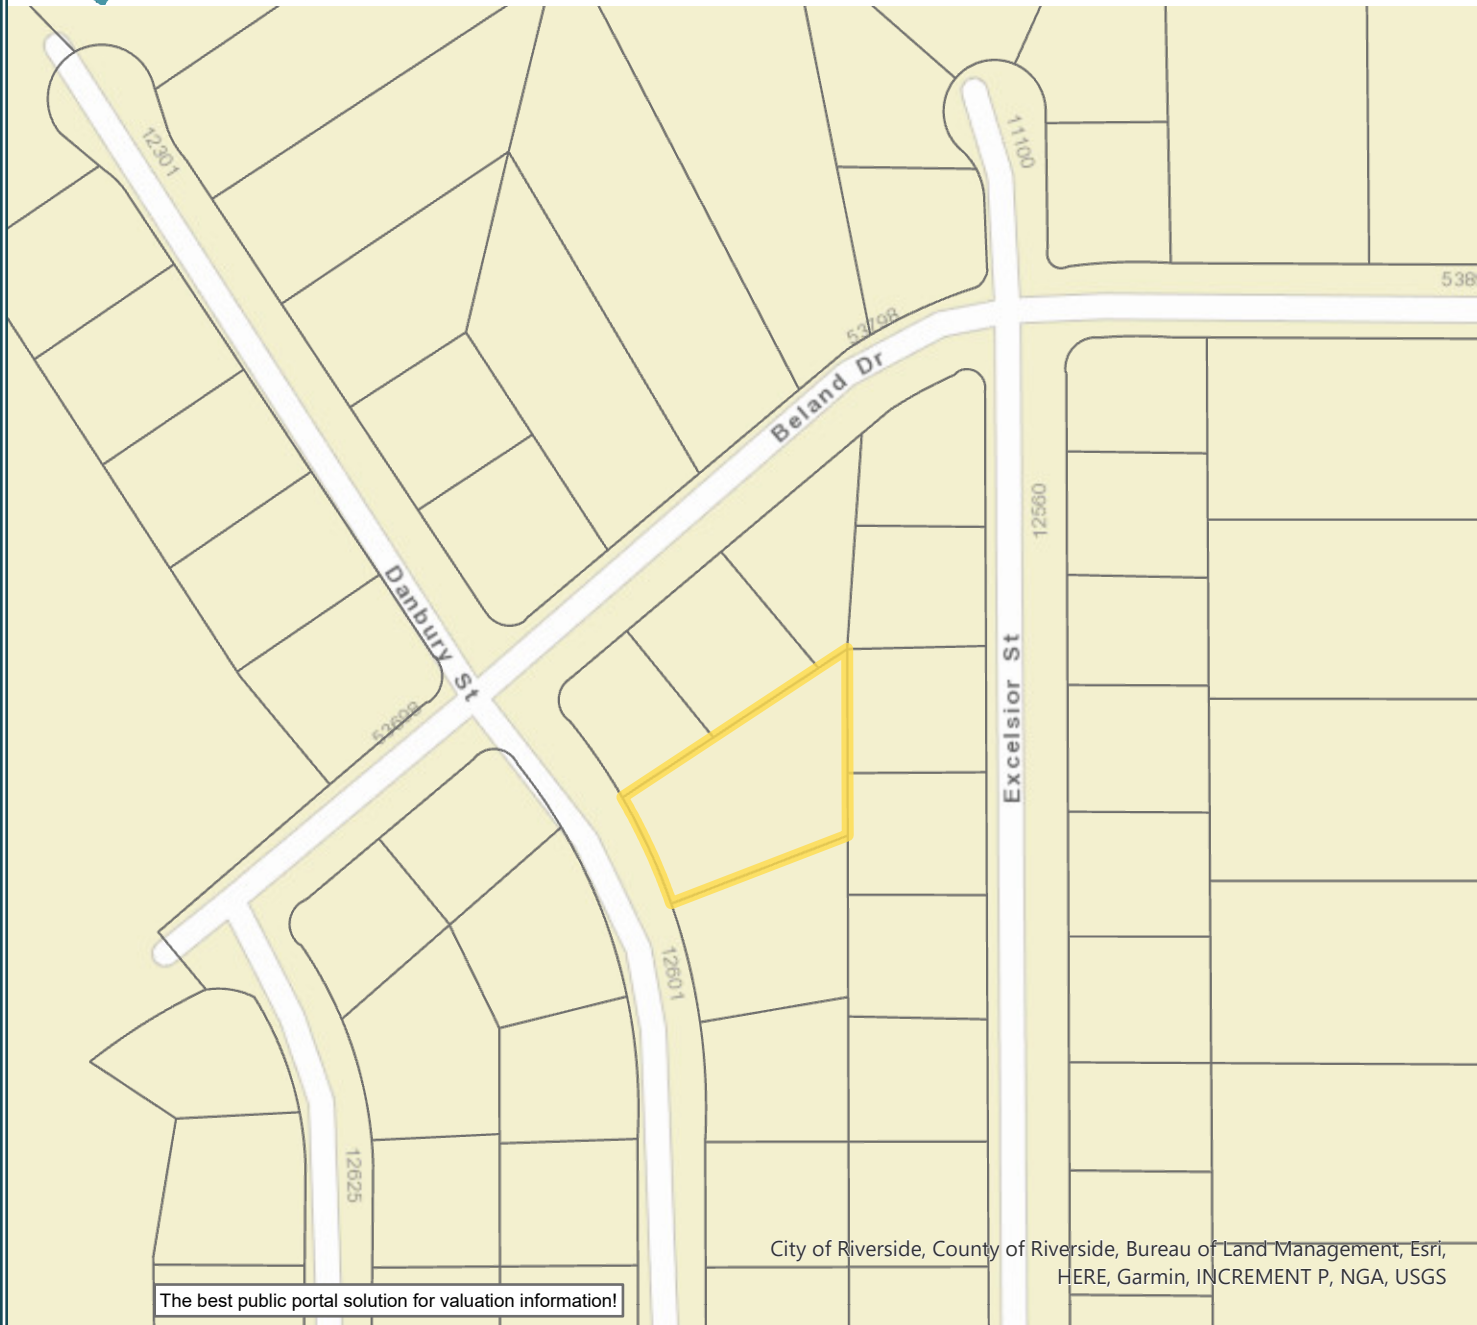 12301
11100
538
53798
Beland Dr
12560
Danbury St
Excelsior St
53698
12601
12625
City of Riverside, County of Riverside, Bureau of Land Management, Esri,
HERE, Garmin, INCREMENT P, NGA, USGS
The best public portal solution for valuation information!